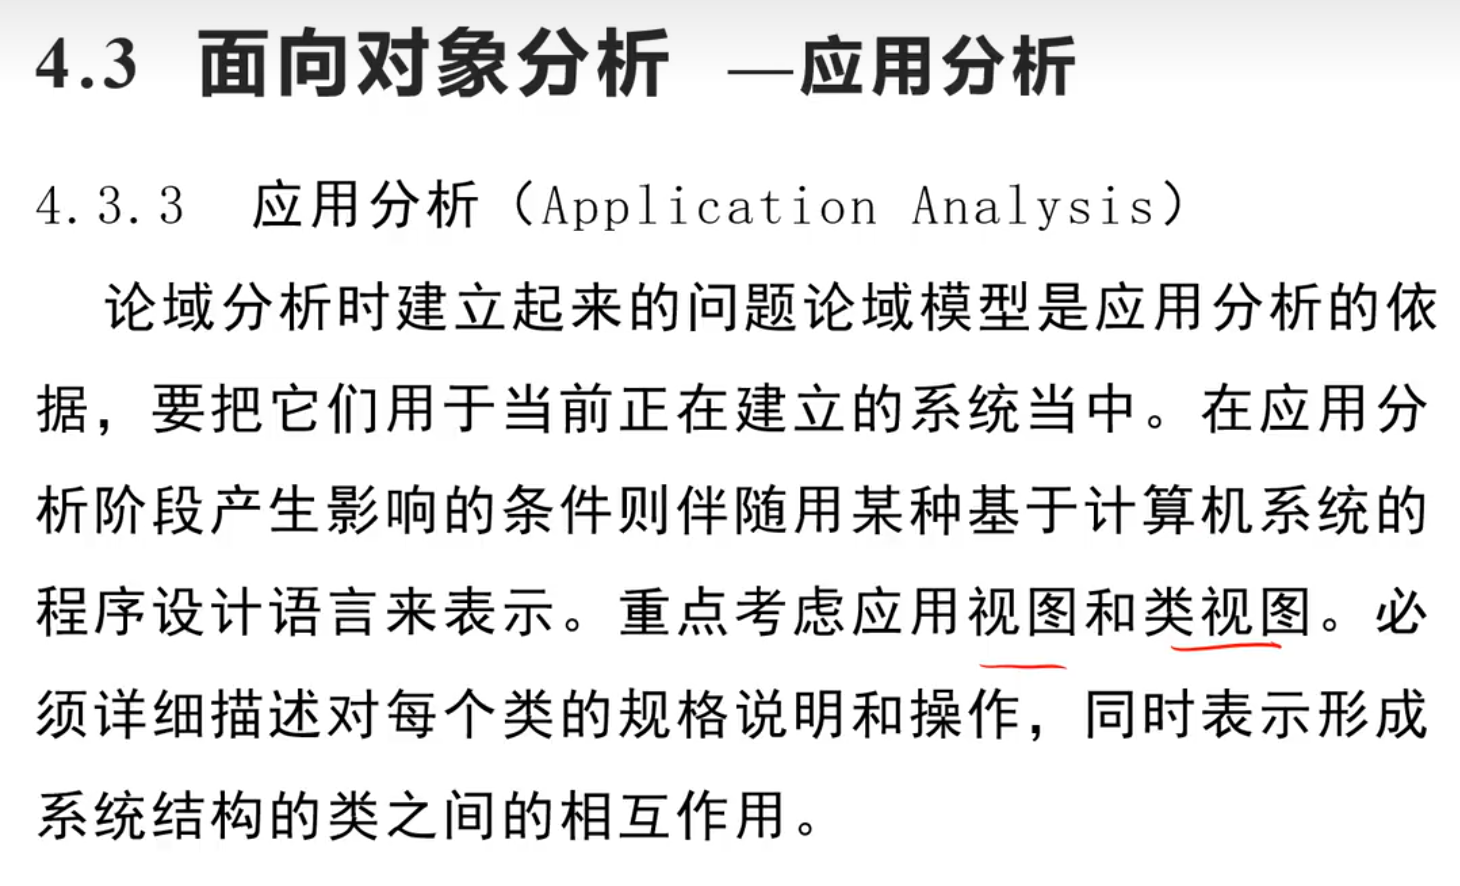 4.3 面向对象分析 —应用分析
4.3.3 应用分析（Application Analysis）
论域分析时建立起来的问题论域模型是应用分析的依
据，要把它们用于当前正在建立的系统当中。在应用分
析阶段产生影响的条件则伴随用某种基于计算机系统的
程序设计语言来表示。重点考虑应用视图和类视图。必
须详细描述对每个类的规格说明和操作，同时表示形成
系统结构的类之间的相互作用。